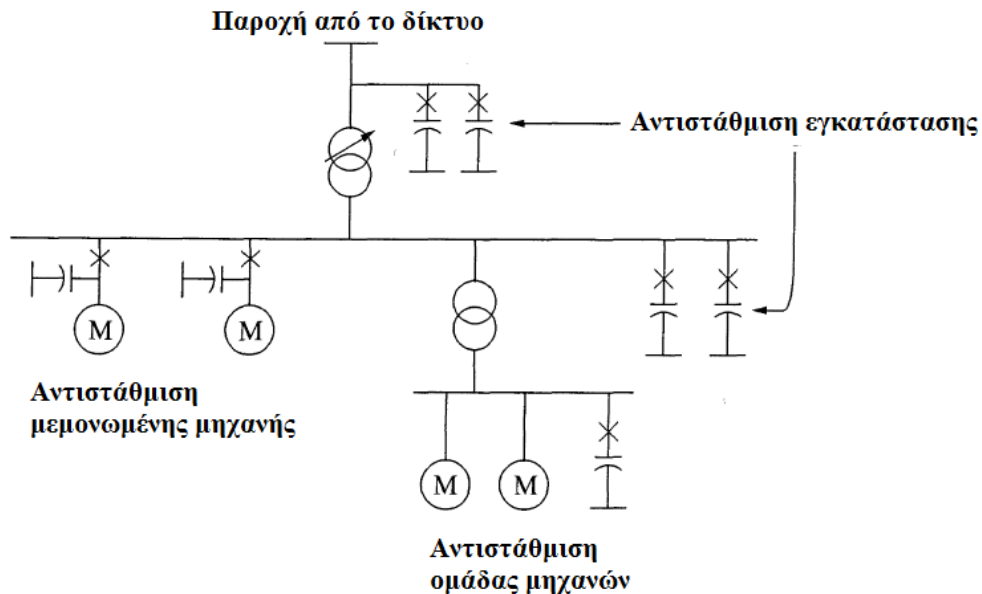 Παροχή από το δίκτυο
Αντιστάθμιση εγκατάστασης
M
M
Αντιστάθμιση
μεμονωμένης μηχανής
M
M
Αντιστάθμιση
ομάδας μηχανών